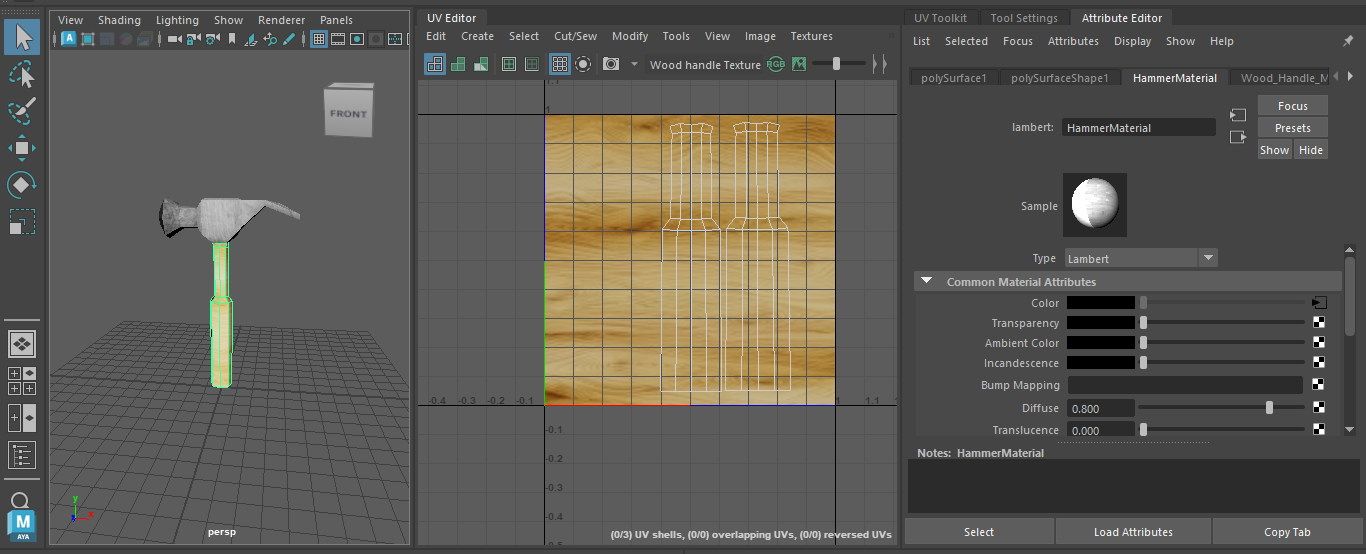 View Shading Lighting Show Renderer Panels
FRONT
y
x
persp
M
AYA
UV Editor
Edit Create Select Cut/Sew Modify Tools View Image Textures
Wood handle Texture RGB
1
-0.4 -0.3 -0.2 -0.1
1.1
-0.1
-0.2
-0.3
-0.4
(0/3) UV shells, (0/0) overlapping UVs, (0/0) reversed UVs
UV Toolkit Tool Settings Attribute Editor
List Selected Focus Attributes Display Show Help
polySurface1 polySurfaceShape1 HammerMaterial Wood_Handle_M
Focus
lambert: HammerMaterial
Presets
Show Hide
Sample
Type Lambert
Common Material Attributes
Color
Transparency
Ambient Color
Incandescence
Bump Mapping
Diffuse 0.800
Translucence 0.000
Notes: HammerMaterial
Select Load Attributes Copy Tab